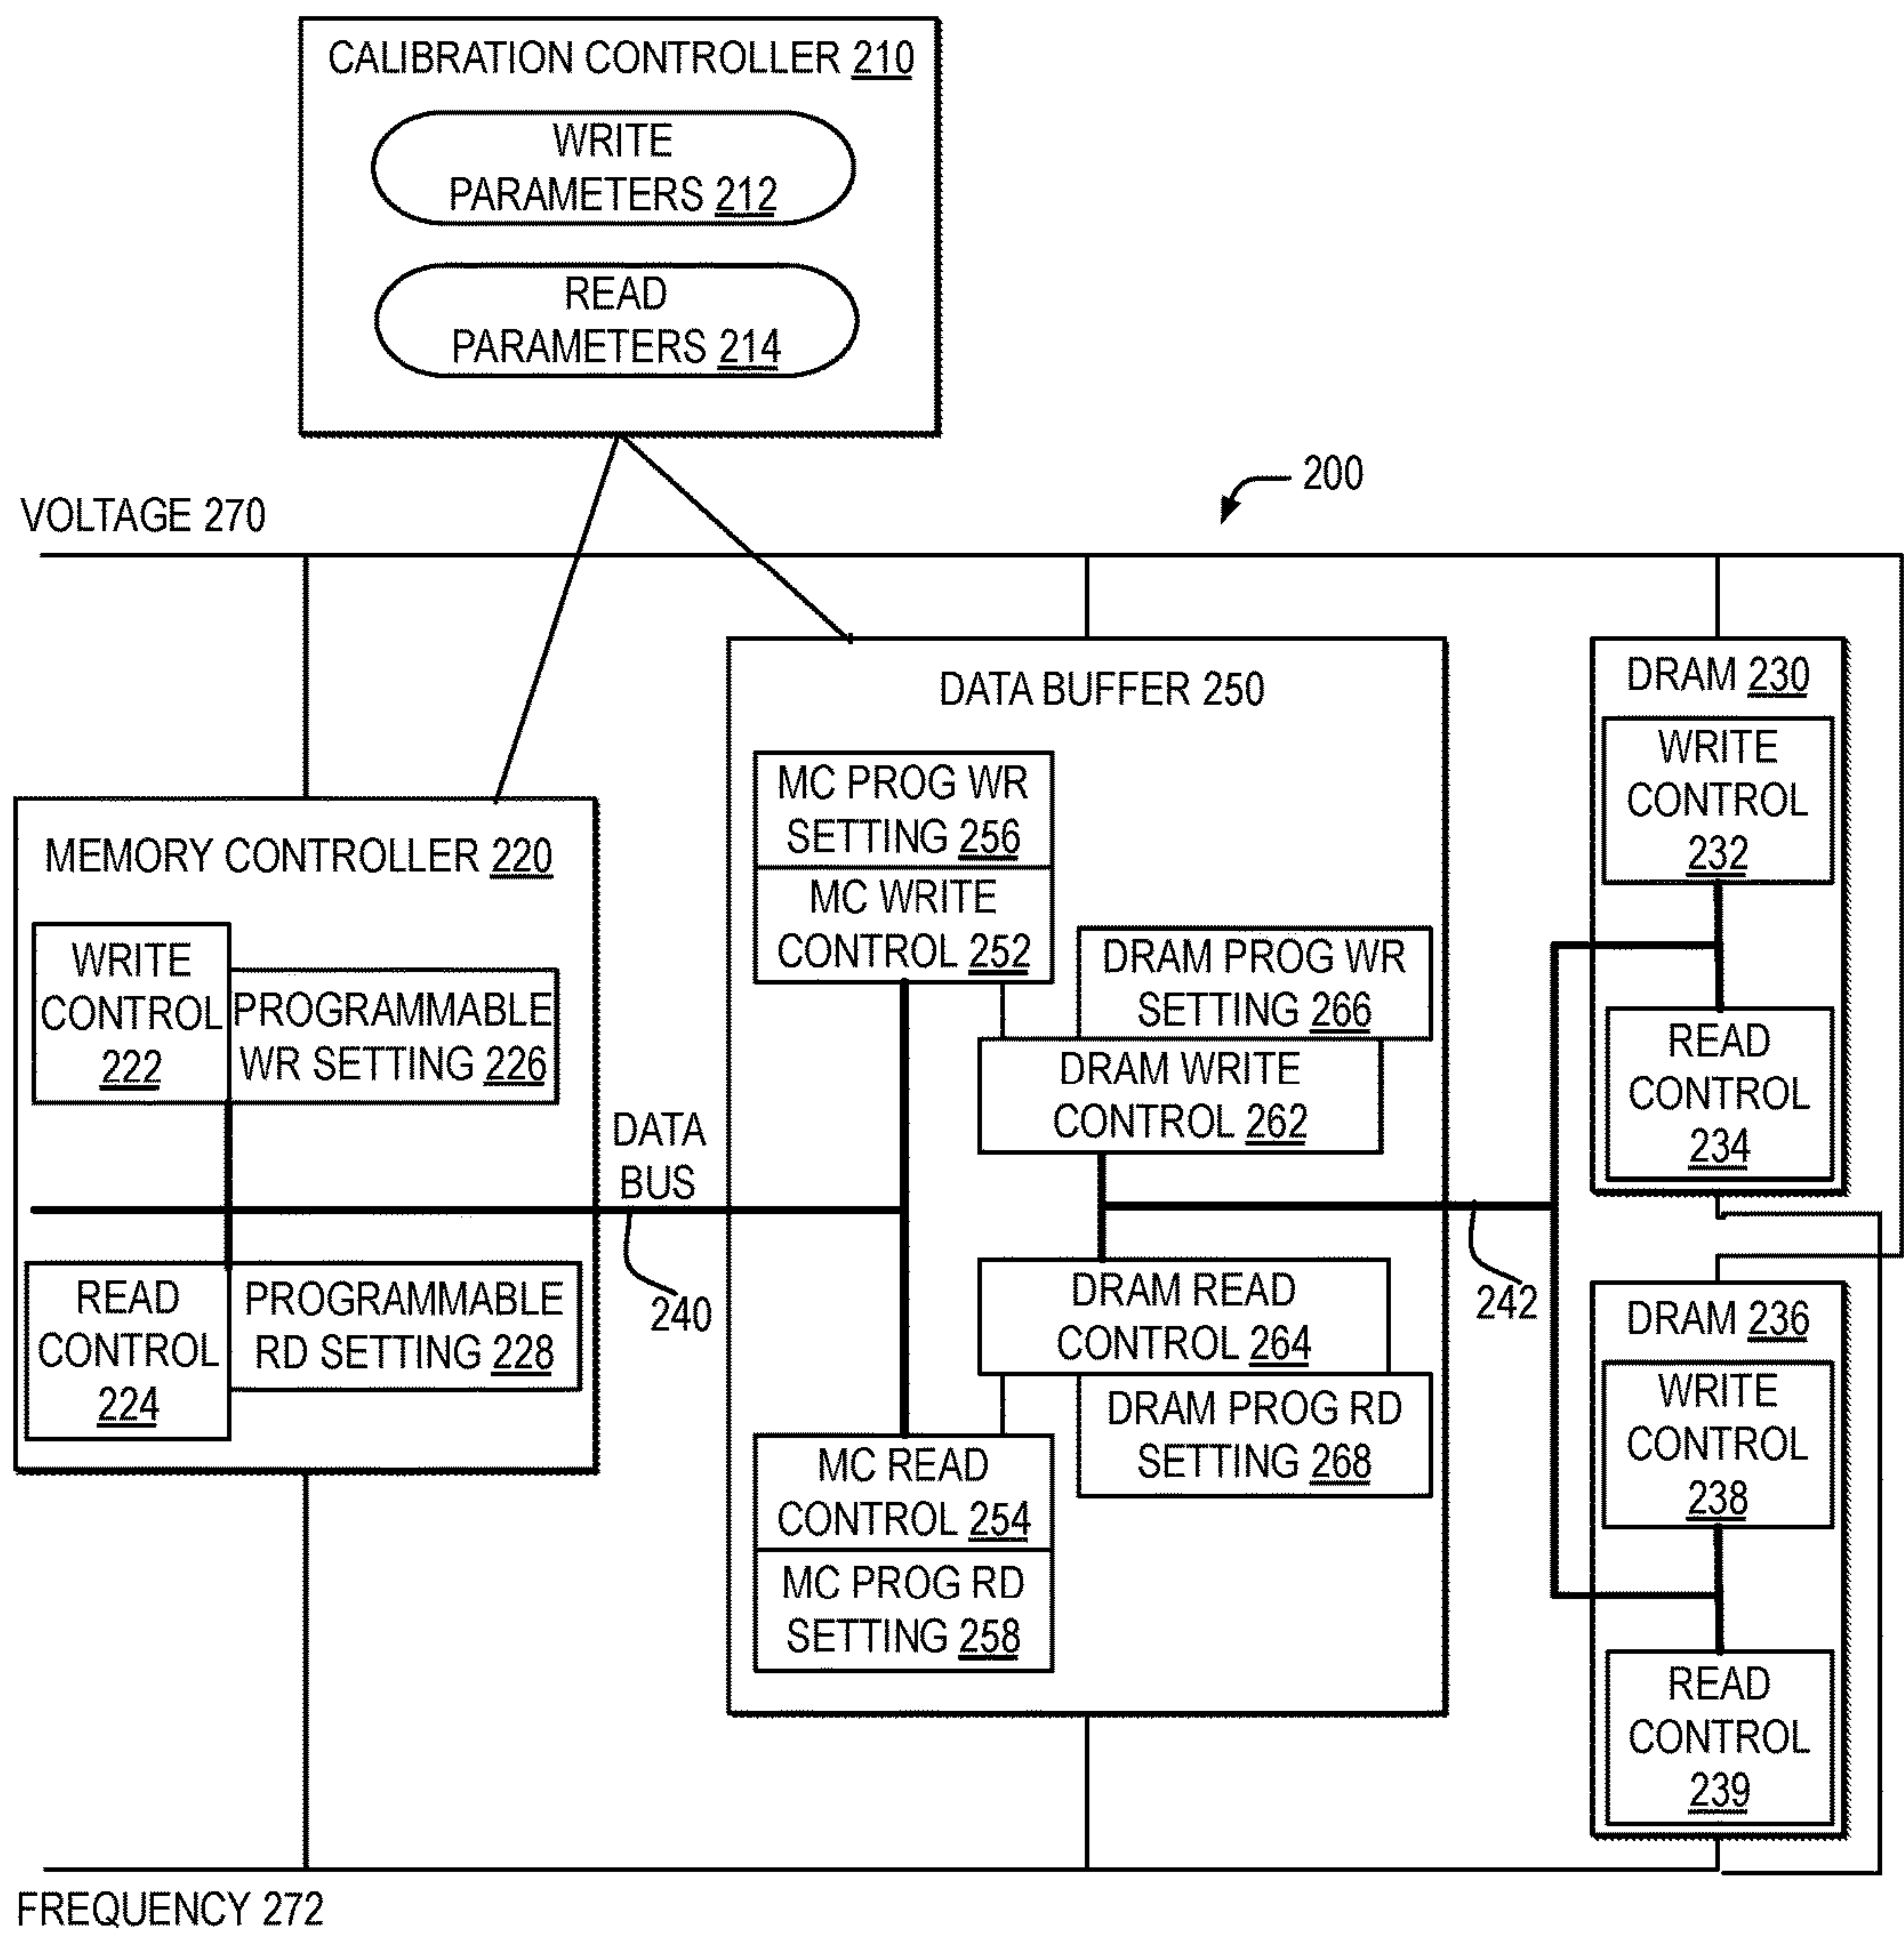 CALIBRATION CONTROLLER 210
WRITE
PARAMETERS 212
READ
PARAMETERS 214
200
VOLTAGE 270
MEMORY CONTROLLER 220
WRITE
CONTROL
222
PROGRAMMABLE
WR SETTING 226
READ
CONTROL
224
PROGRAMMABLE
RD SETTING 228
DATA
BUS
240
DATA BUFFER 250
MC PROG WR
SETTING 256
MC WRITE
CONTROL 252
DRAM PROG WR
SETTING 266
DRAM WRITE
CONTROL 262
DRAM READ
CONTROL 264
DRAM PROG RD
SETTING 268
MC READ
CONTROL 254
MC PROG RD
SETTING 258
242
DRAM 230
WRITE
CONTROL
232
READ
CONTROL
234
DRAM 236
WRITE
CONTROL
238
READ
CONTROL
239
FREQUENCY 272